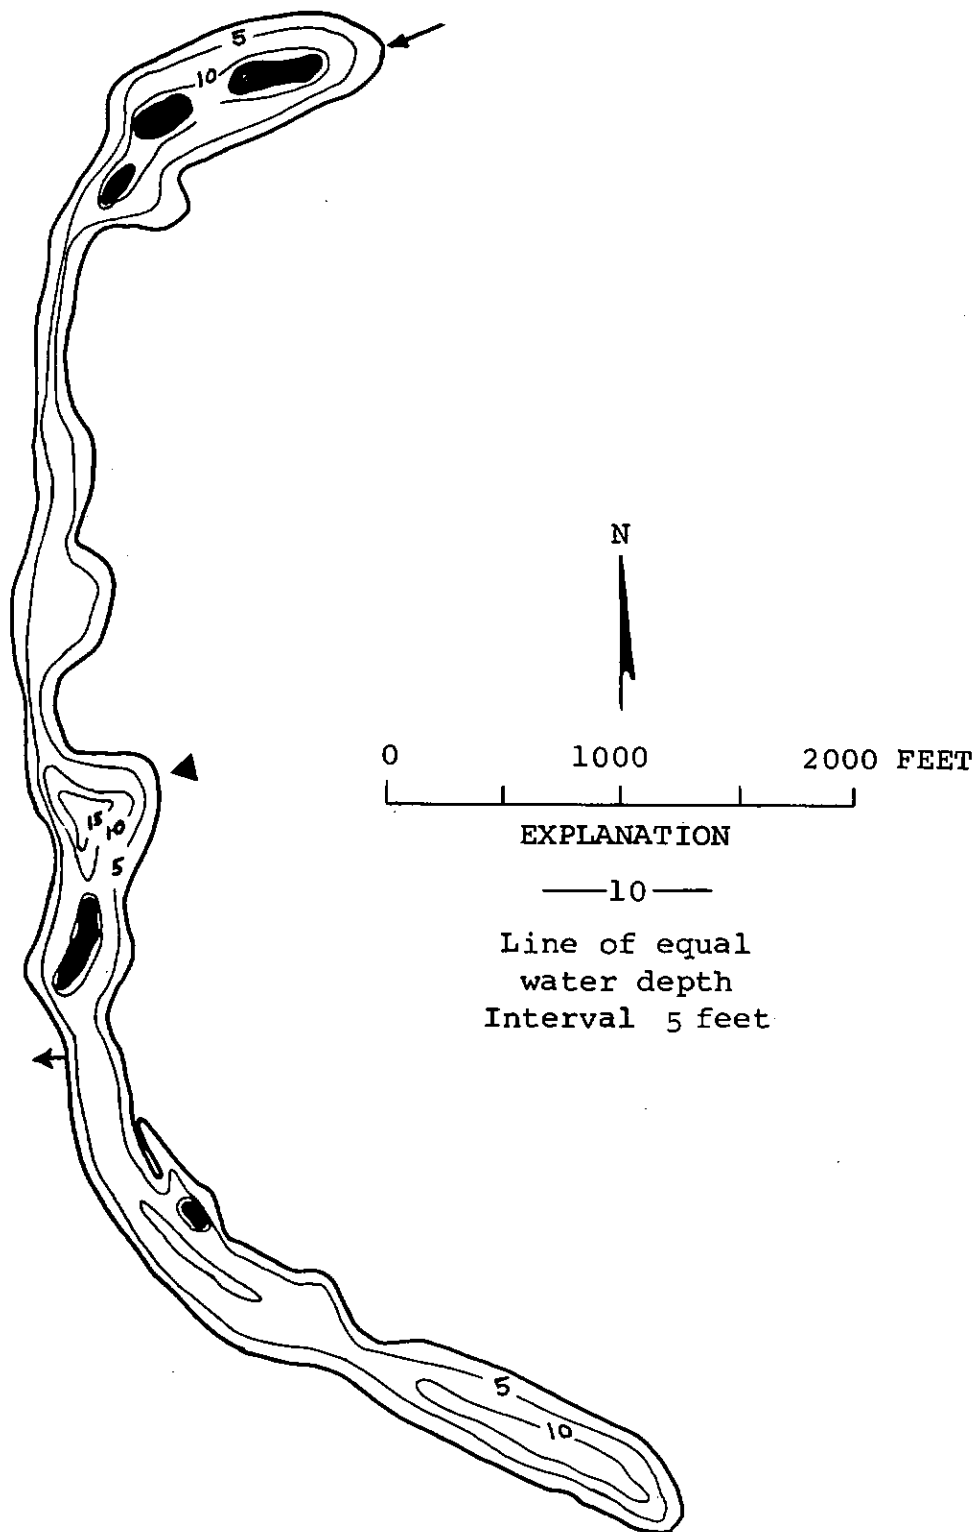 5
10
N
0 1000 2000 FEET
15
10
5
EXPLANATION
10
Line of equal
water depth
Interval 5 feet
5
10